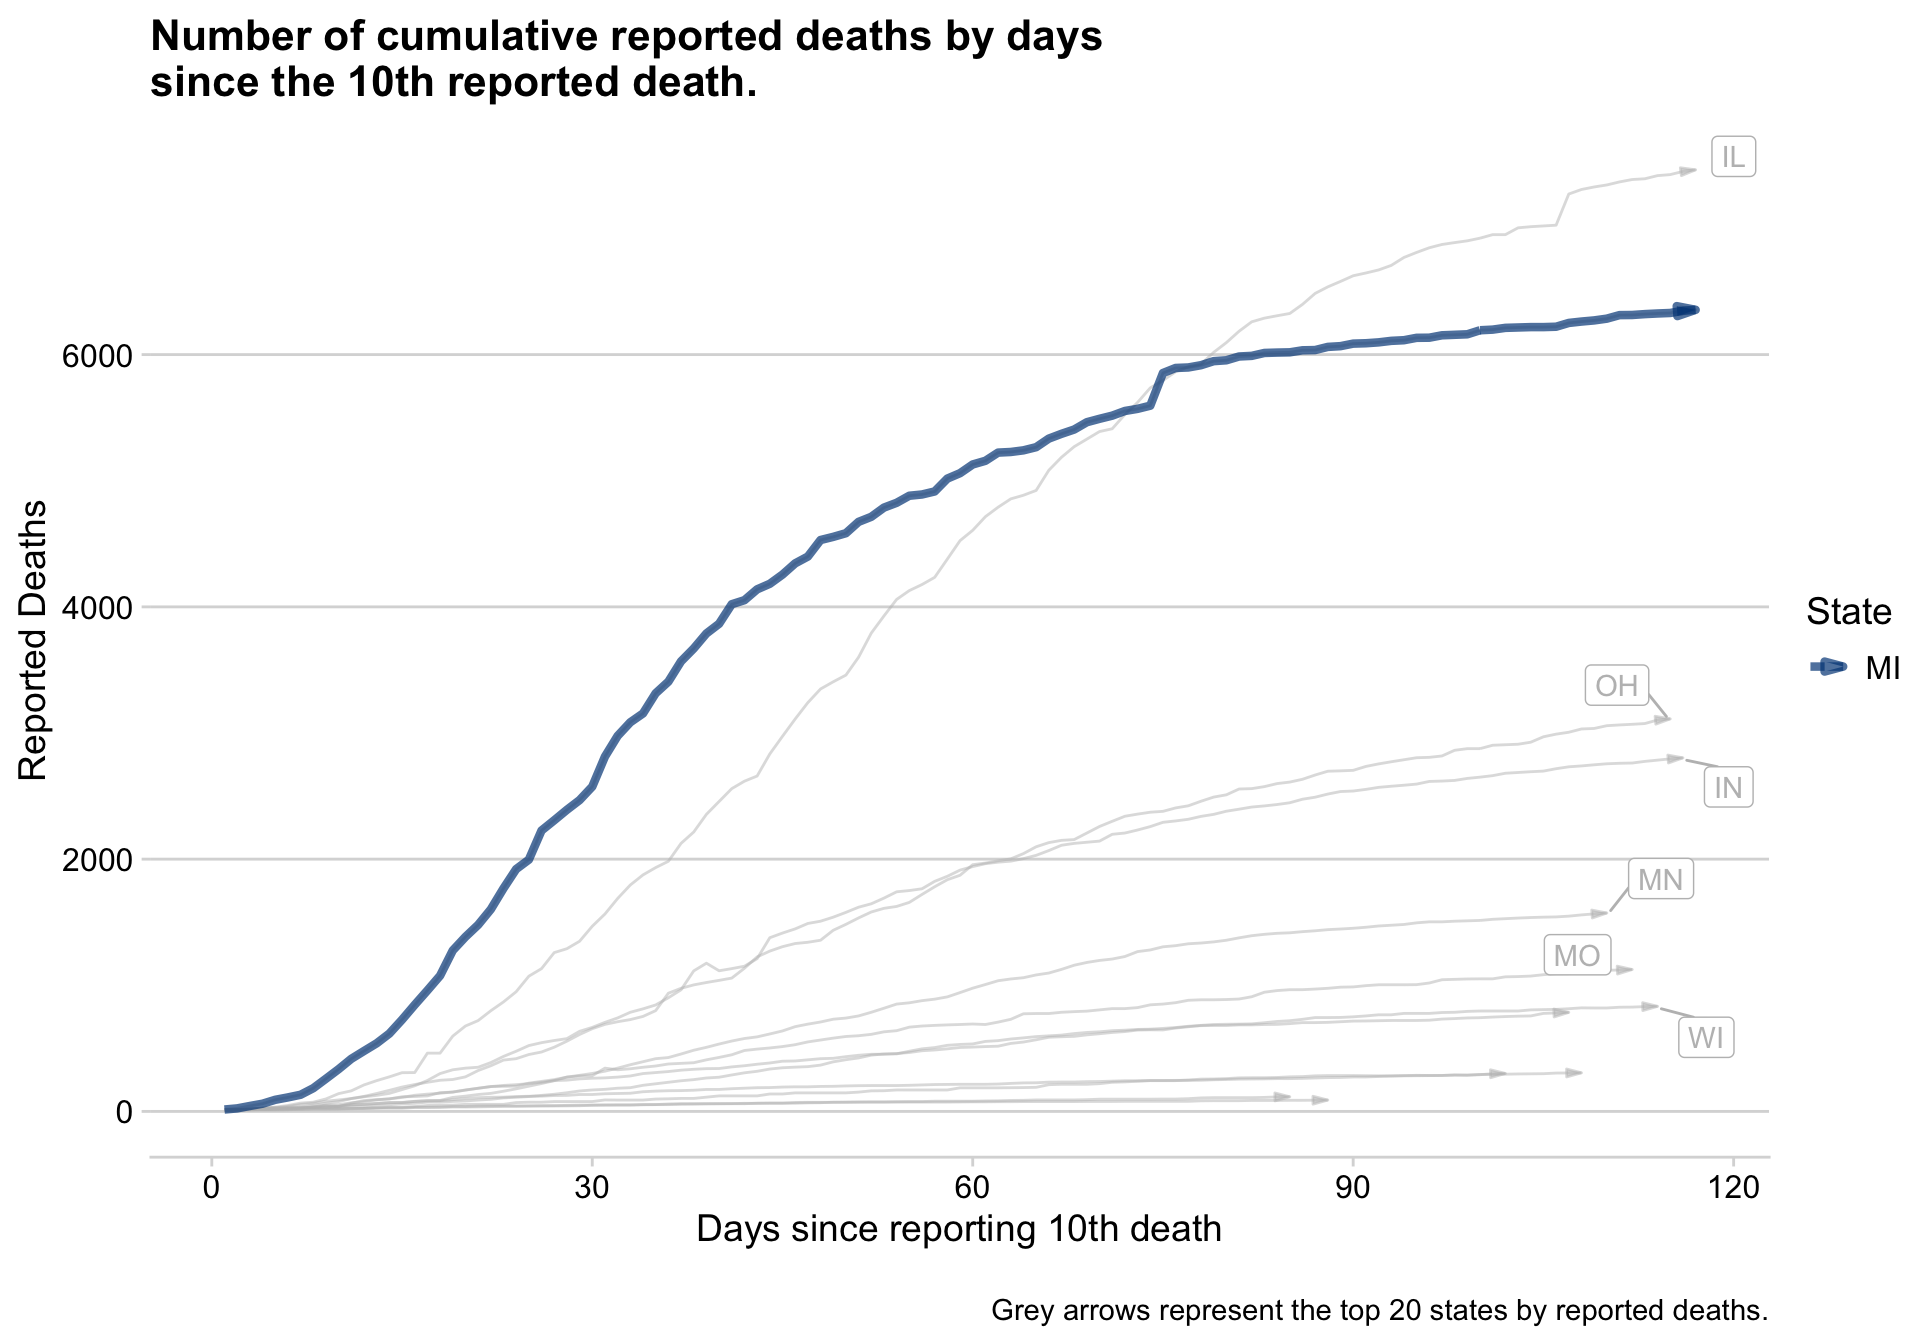 Number of cumulative reported deaths by days
since the 10th reported death.
IL
6000
Reported Deaths
4000
State
MI
OH
IN
2000
MN
MO
WI
0
0 30 60 90 120
Days since reporting 10th death
Grey arrows represent the top 20 states by reported deaths.